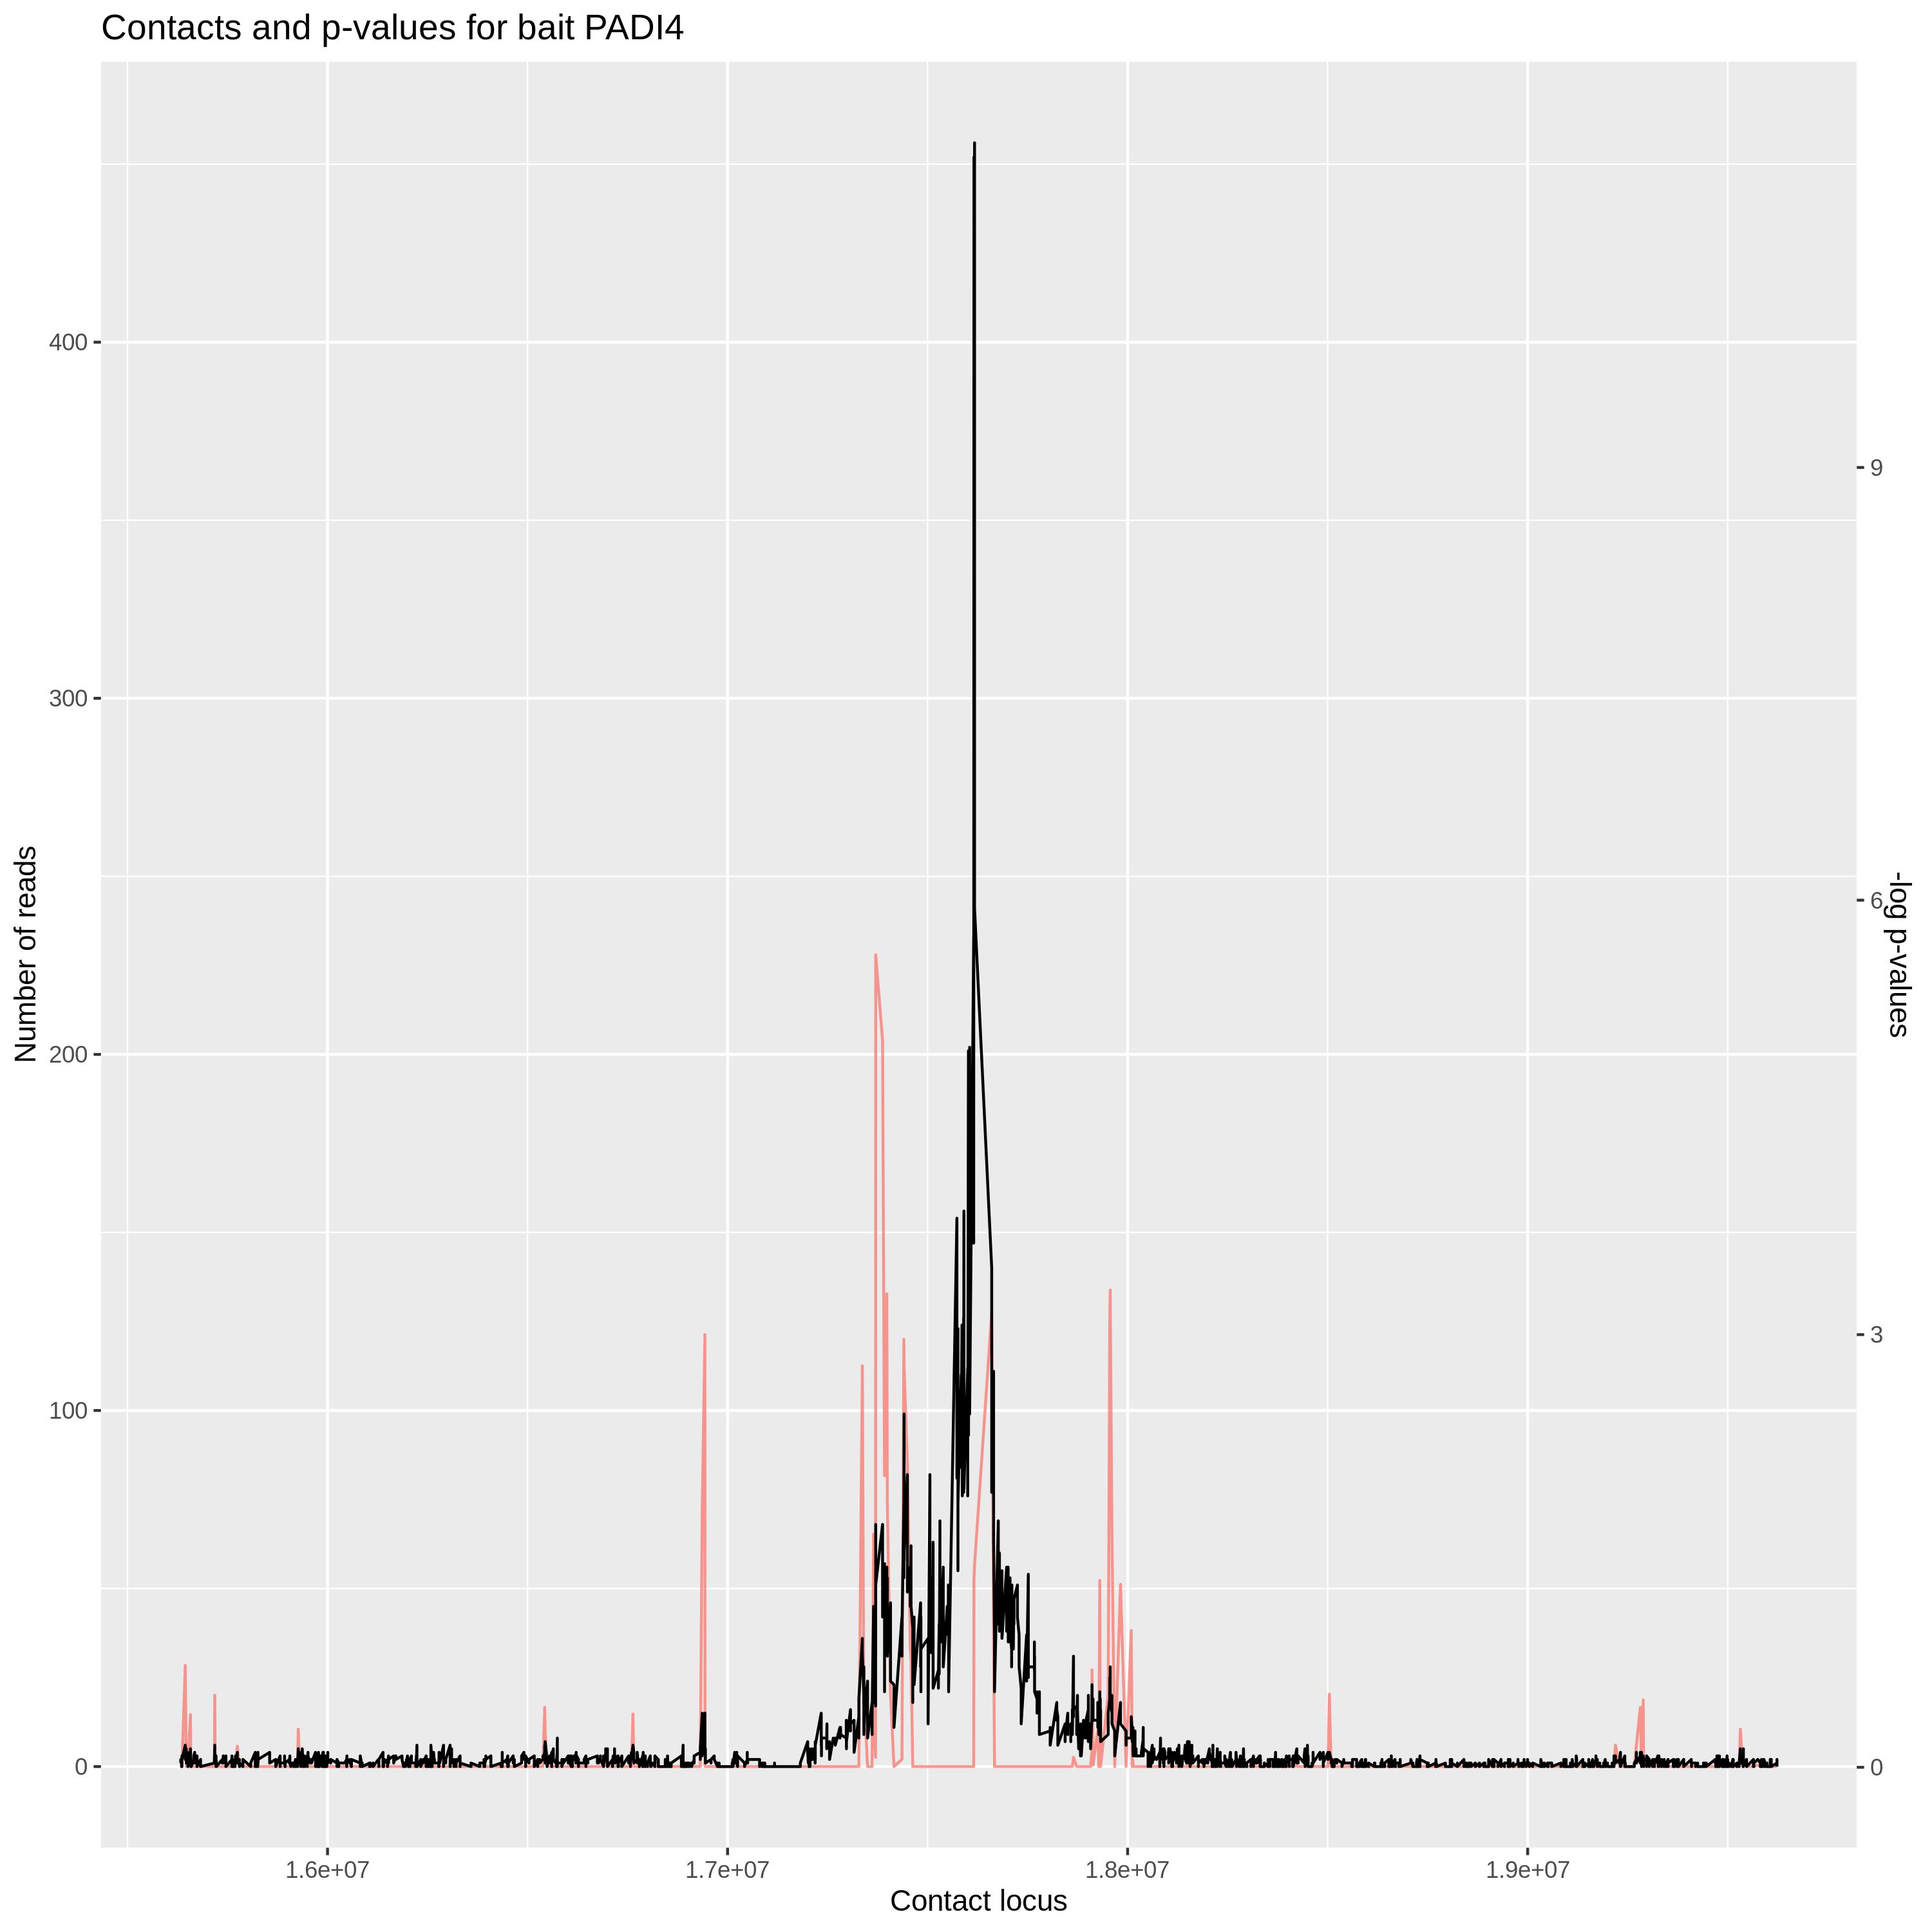 Contacts and p-values for bait PADI4
400
300
200
100
0
Number of reads
9
6
3
0
-log p-values
1.6e+07
1.7e+07
1.8e+07
1.9e+07
Contact locus